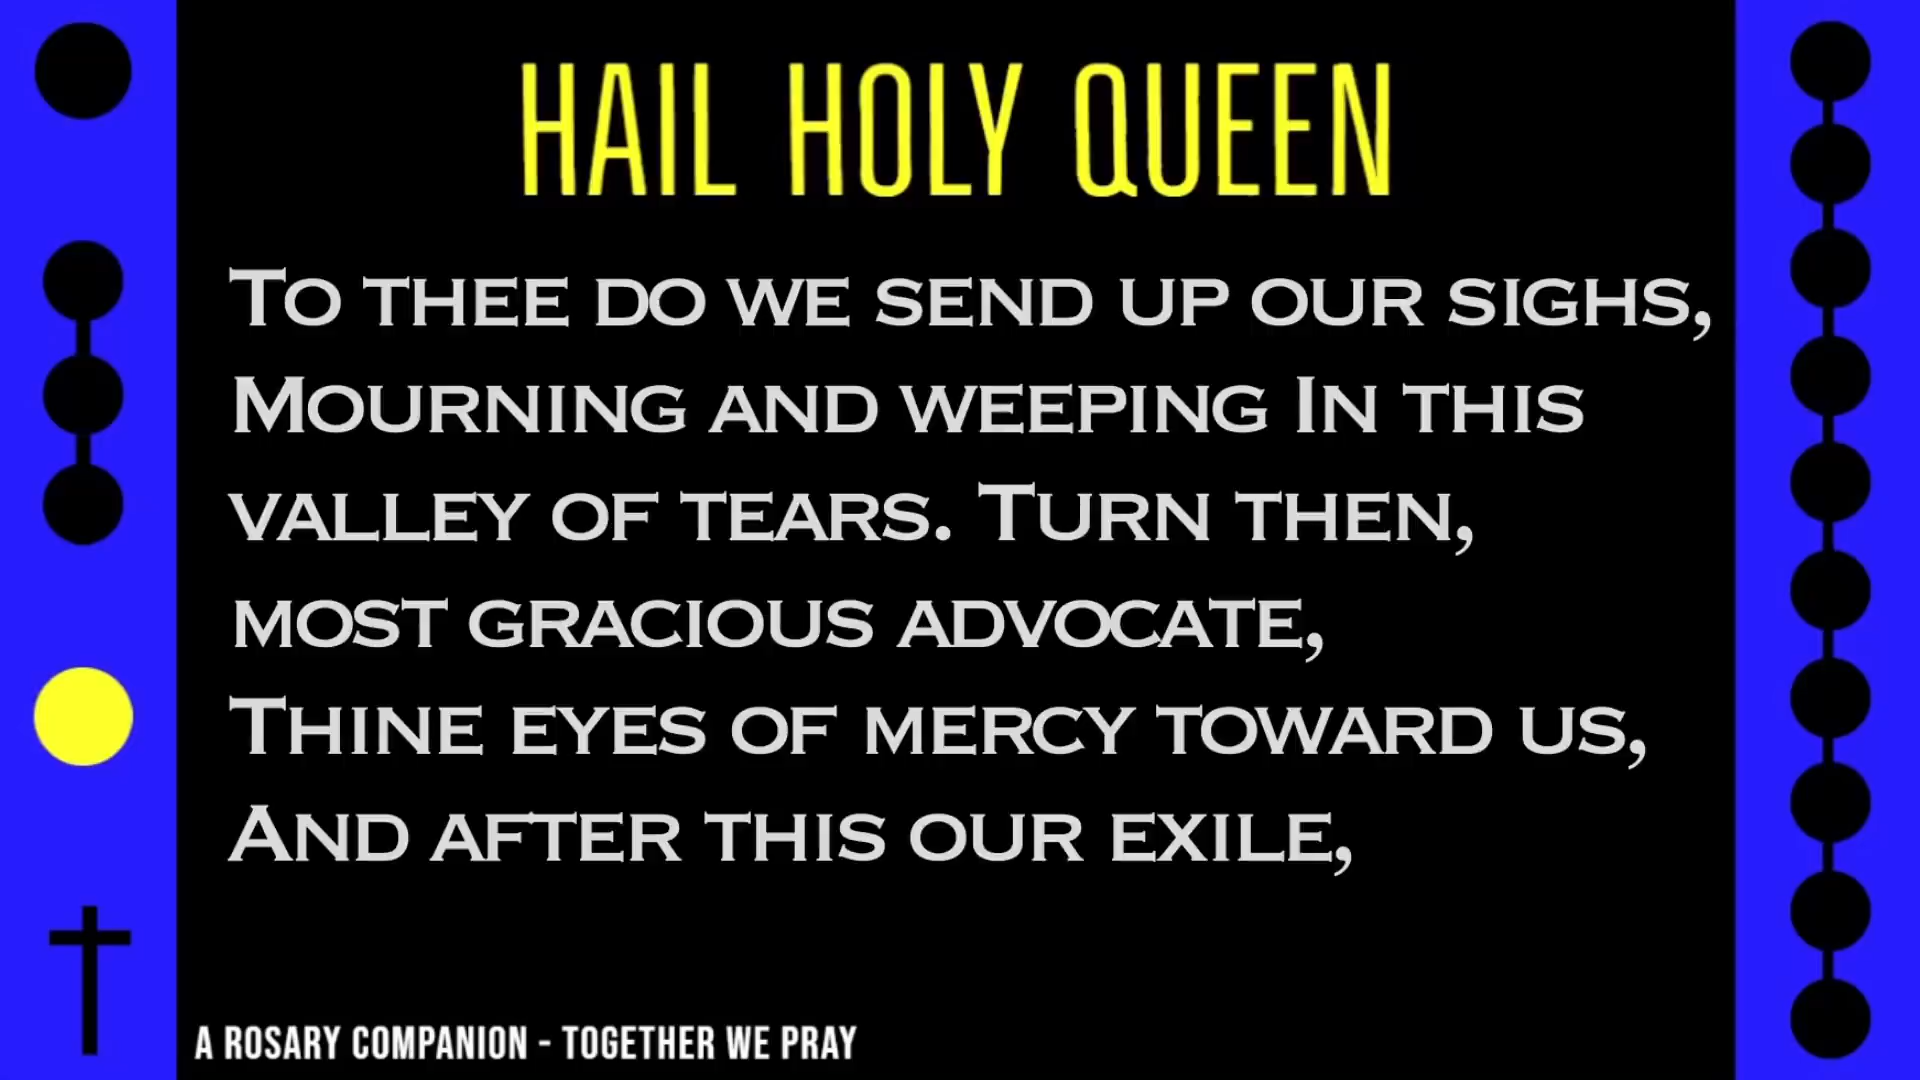 HAIL HOLY QUEEN
To thee do we send up our sighs,
Mourning and weeping In this
valley of tears. Turn then,
most gracious advocate,
Thine eyes of mercy toward us,
And after this our exile,
A ROSARY COMPANION - TOGETHER WE PRAY